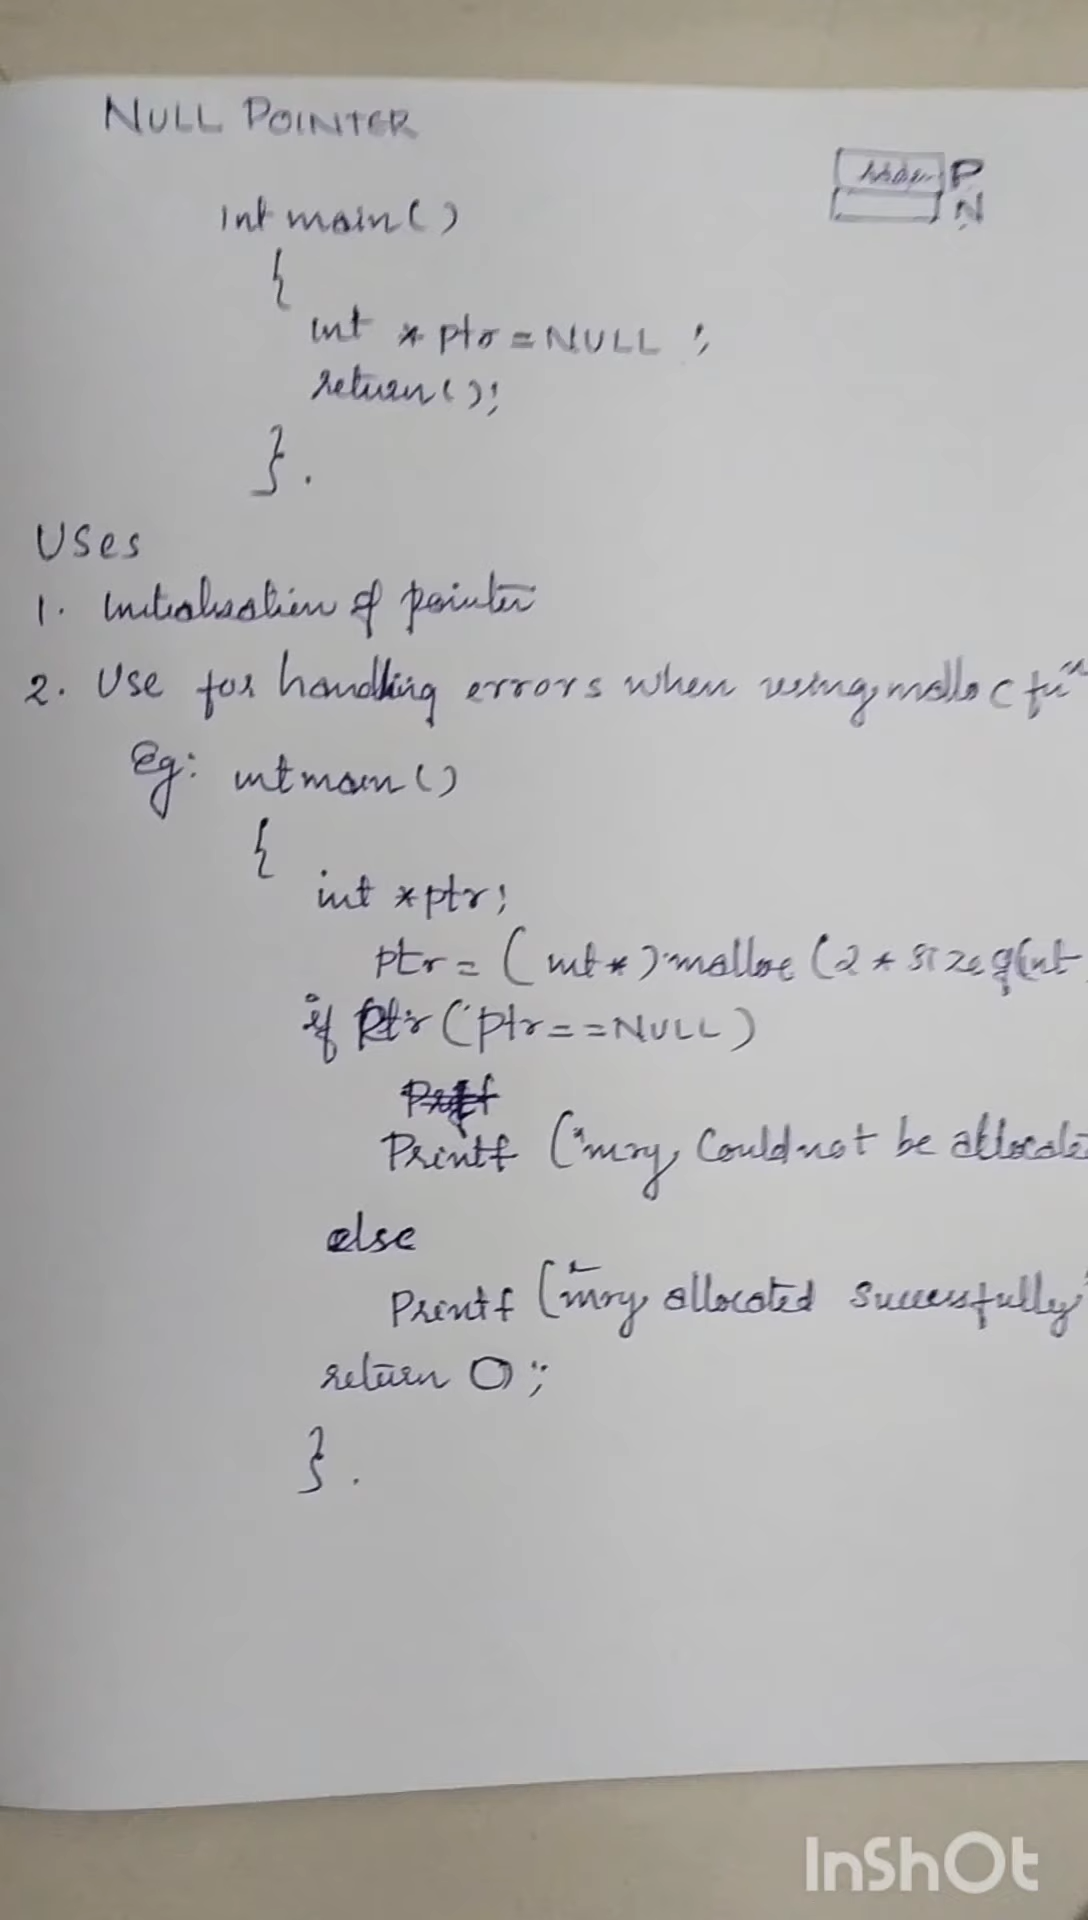 NULL POINTER
P
N
int main()
{
int *ptr = NULL ;
return();
}.
Uses
1. Initialisation of pointer
2. Use for handling errors when using malloc fuⁿ
Eg: int main()
{
int *ptr;
ptr = (int*) malloc (2 * sizeof(int
if Ptr (ptr==NULL)
Printf ("mry, Could not be allocate
else
Printf ("mry allocated successfully"
return 0;
}.
InShOt